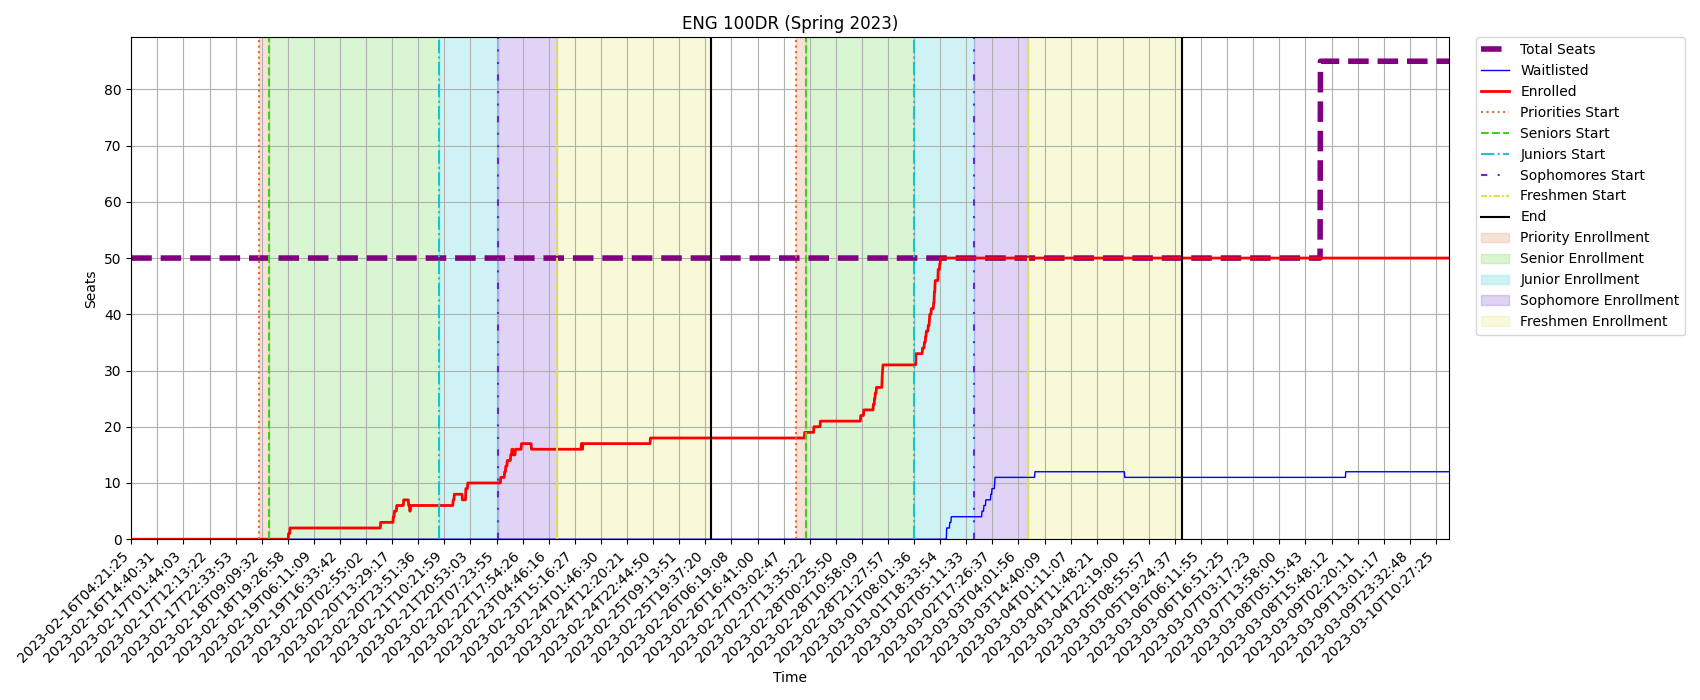 ENG 100DR (Spring 2023)
Seats
80
70
60
50
40
30
20
10
0
2023-02-16T04:21:25
2023-02-16T14:40:31
2023-02-17T01:44:03
2023-02-17T12:13:22
2023-02-17T22:33:53
2023-02-18T09:09:32
2023-02-18T19:26:58
2023-02-19T06:11:09
2023-02-19T16:33:42
2023-02-20T02:55:02
2023-02-20T13:29:17
2023-02-20T23:51:36
2023-02-21T10:21:59
2023-02-21T20:53:03
2023-02-22T07:23:55
2023-02-22T17:54:26
2023-02-23T04:46:16
2023-02-23T15:16:27
2023-02-24T01:46:30
2023-02-24T12:20:21
2023-02-24T22:44:50
2023-02-25T09:13:51
2023-02-25T19:37:20
2023-02-26T06:19:08
2023-02-26T16:41:00
2023-02-27T03:02:47
2023-02-27T13:35:22
2023-02-28T00:25:50
2023-02-28T10:58:09
2023-02-28T21:27:57
2023-03-01T08:01:36
2023-03-01T18:33:54
2023-03-02T05:11:33
2023-03-02T17:26:37
2023-03-03T04:01:56
2023-03-03T14:40:09
2023-03-04T01:11:07
2023-03-04T11:48:21
2023-03-04T22:19:00
2023-03-05T08:55:57
2023-03-05T19:24:37
2023-03-06T06:11:55
2023-03-06T16:51:25
2023-03-07T03:17:23
2023-03-07T13:58:00
2023-03-08T05:15:43
2023-03-08T15:48:12
2023-03-09T02:20:11
2023-03-09T13:01:17
2023-03-09T23:32:48
2023-03-10T10:27:25
Time
Total Seats
Waitlisted
Enrolled
Priorities Start
Seniors Start
Juniors Start
Sophomores Start
Freshmen Start
End
Priority Enrollment
Senior Enrollment
Junior Enrollment
Sophomore Enrollment
Freshmen Enrollment